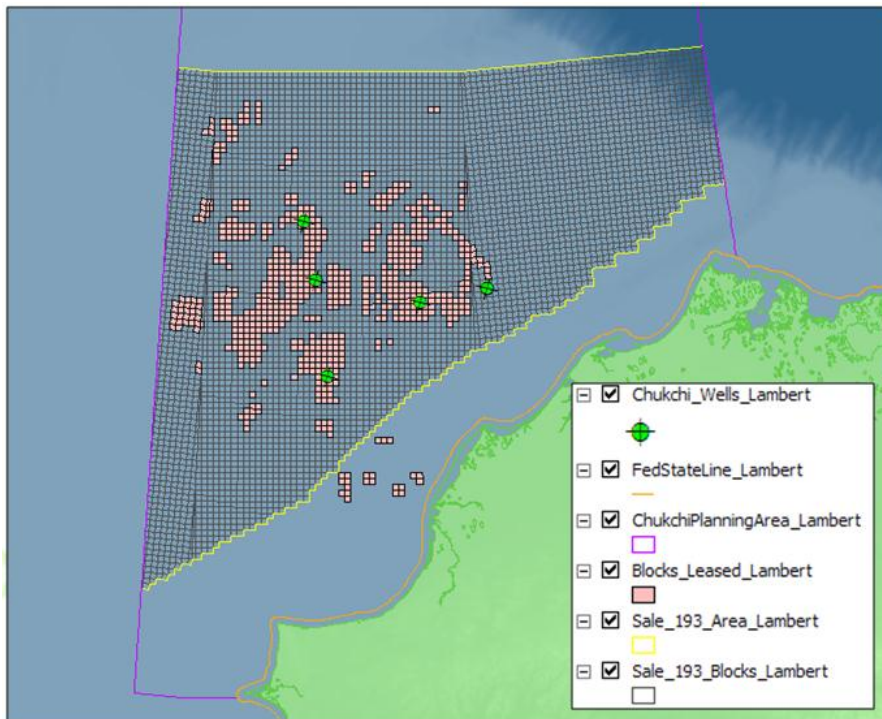 Chukchi_Wells_Lambert
FedStateLine_Lambert
ChukchiPlanningArea_Lambert
Blocks_Leased_Lambert
Sale_193_Area_Lambert
Sale_193_Blocks_Lambert